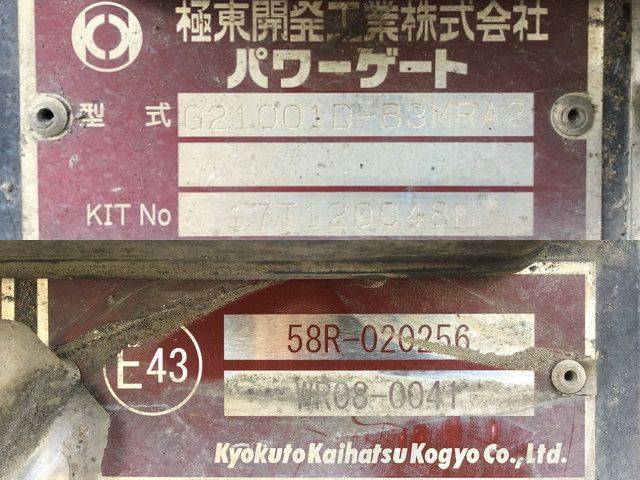 極東開発工業株式会社
パワーゲート
型 式 G21001D-B3MRA2
KIT No 17T120048N
E43
58R-020256
WR08-0041
Kyokuto Kaihatsu Kogyo Co., Ltd.